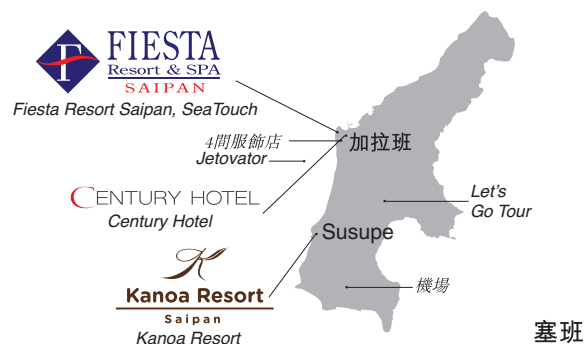 FIESTA
Resort & SPA
SAIPAN
Fiesta Resort Saipan, SeaTouch
4間服飾店
Jetovator
加拉班
CENTURY HOTEL
Century Hotel
Let's
Go Tour
Susupe
Kanoa Resort
Saipan
Kanoa Resort
機場
塞班